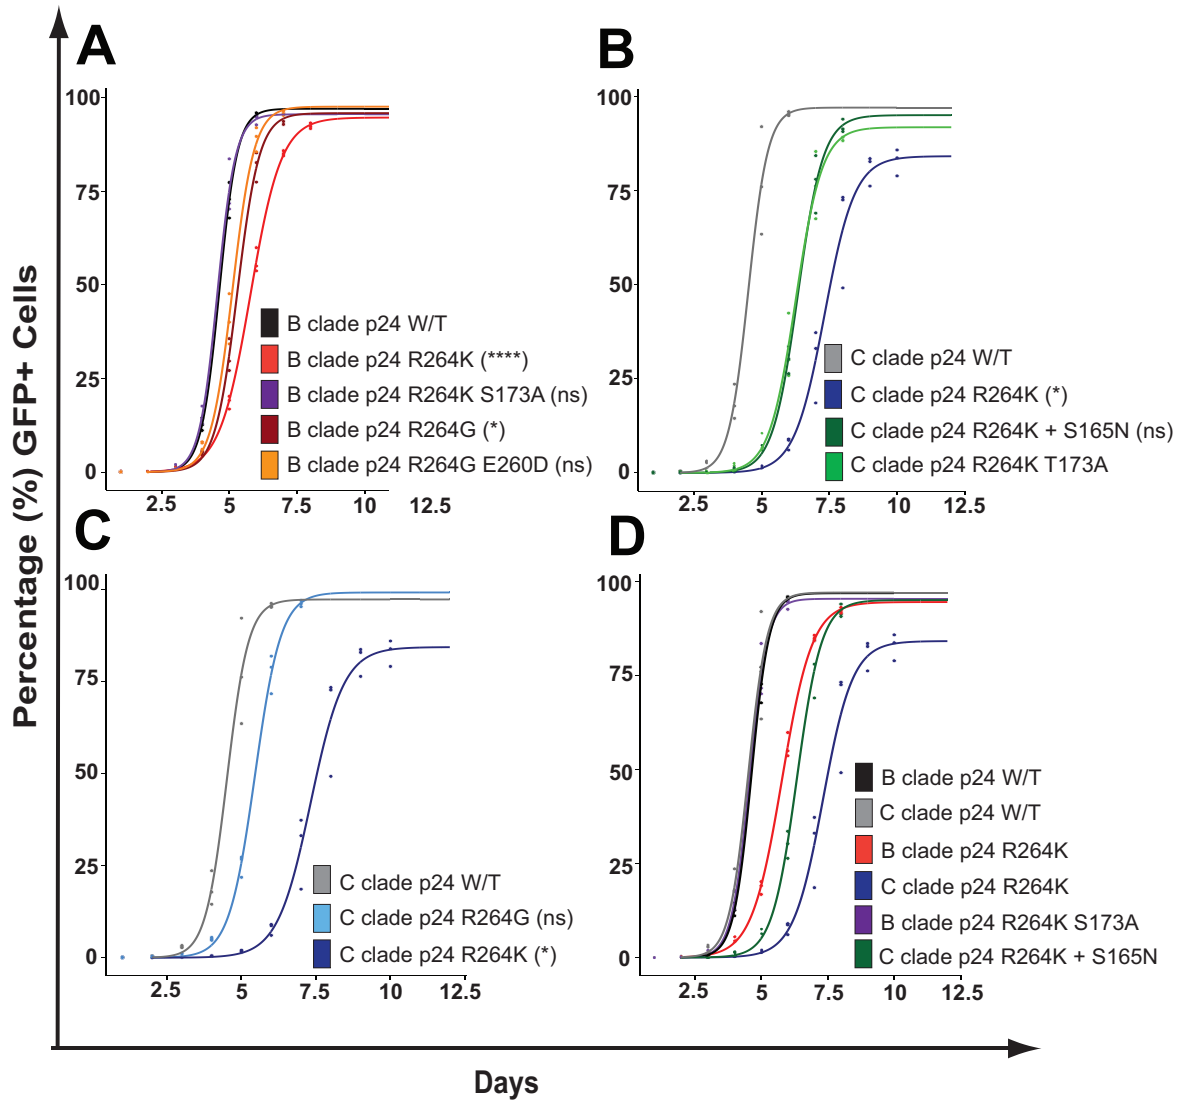 A
100
75
50
25
0
2.5 5 7.5 10 12.5
B clade p24 W/T
B clade p24 R264K (****)
B clade p24 R264K S173A (ns)
B clade p24 R264G (*)
B clade p24 R264G E260D (ns)
B
100
75
50
25
0
2.5 5 7.5 10 12.5
C clade p24 W/T
C clade p24 R264K (*)
C clade p24 R264K + S165N (ns)
C clade p24 R264K T173A
C
100
75
50
25
0
2.5 5 7.5 10 12.5
C clade p24 W/T
C clade p24 R264G (ns)
C clade p24 R264K (*)
D
100
75
50
25
0
2.5 5 7.5 10 12.5
B clade p24 W/T
C clade p24 W/T
B clade p24 R264K
C clade p24 R264K
B clade p24 R264K S173A
C clade p24 R264K + S165N
Percentage (%) GFP+ Cells
Days